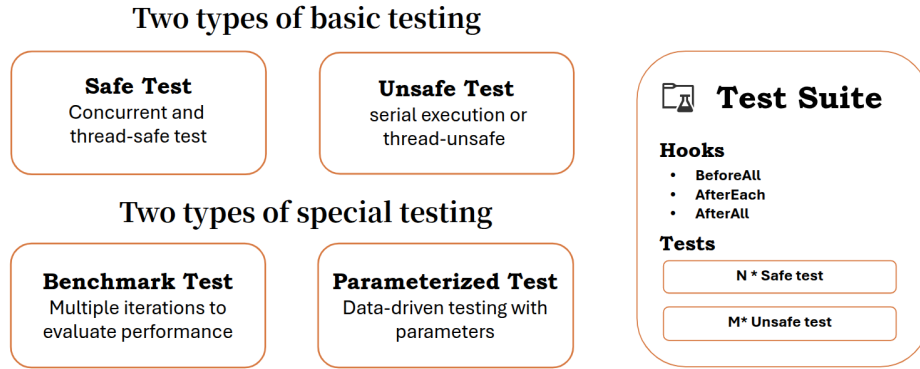 Two types of basic testing
Safe Test
Concurrent and
thread-safe test
Unsafe Test
serial execution or
thread-unsafe
Two types of special testing
Benchmark Test
Multiple iterations to
evaluate performance
Parameterized Test
Data-driven testing with
parameters
Test Suite
Hooks
• BeforeAll
• AfterEach
• AfterAll
Tests
N * Safe test
M* Unsafe test